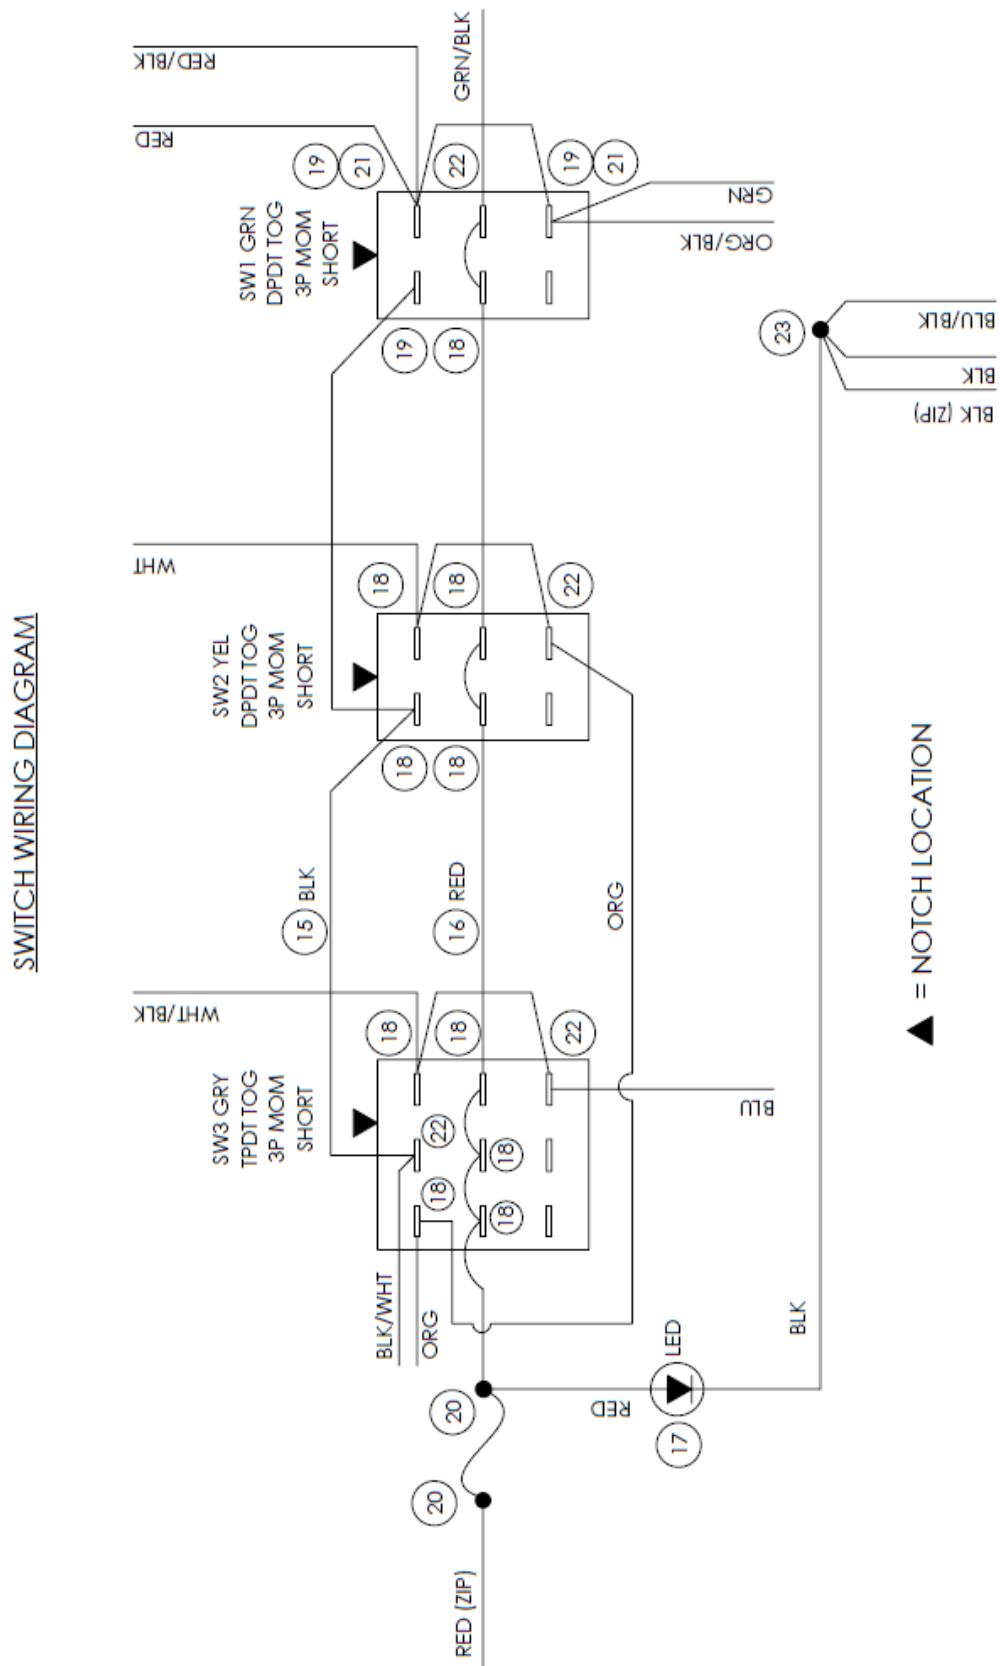 SWITCH WIRING DIAGRAM
RED (ZIP)
20
20
RED
17
LED
BLK
BLK/WHT
ORG
SW3 GRY
TPDT TOG
3P MOM
SHORT
WHT/BLK
18
18
22
22
18
18
18
BLU
15
BLK
16
RED
ORG
SW2 YEL
DPDT TOG
3P MOM
SHORT
WHT
18
18
18
18
22
SW1 GRN
DPDT TOG
3P MOM
SHORT
19
18
RED
RED/BLK
19
21
22
GRN/BLK
19
21
GRN
ORG/BLK
23
BLU/BLK
BLK
BLK (ZIP)
= NOTCH LOCATION